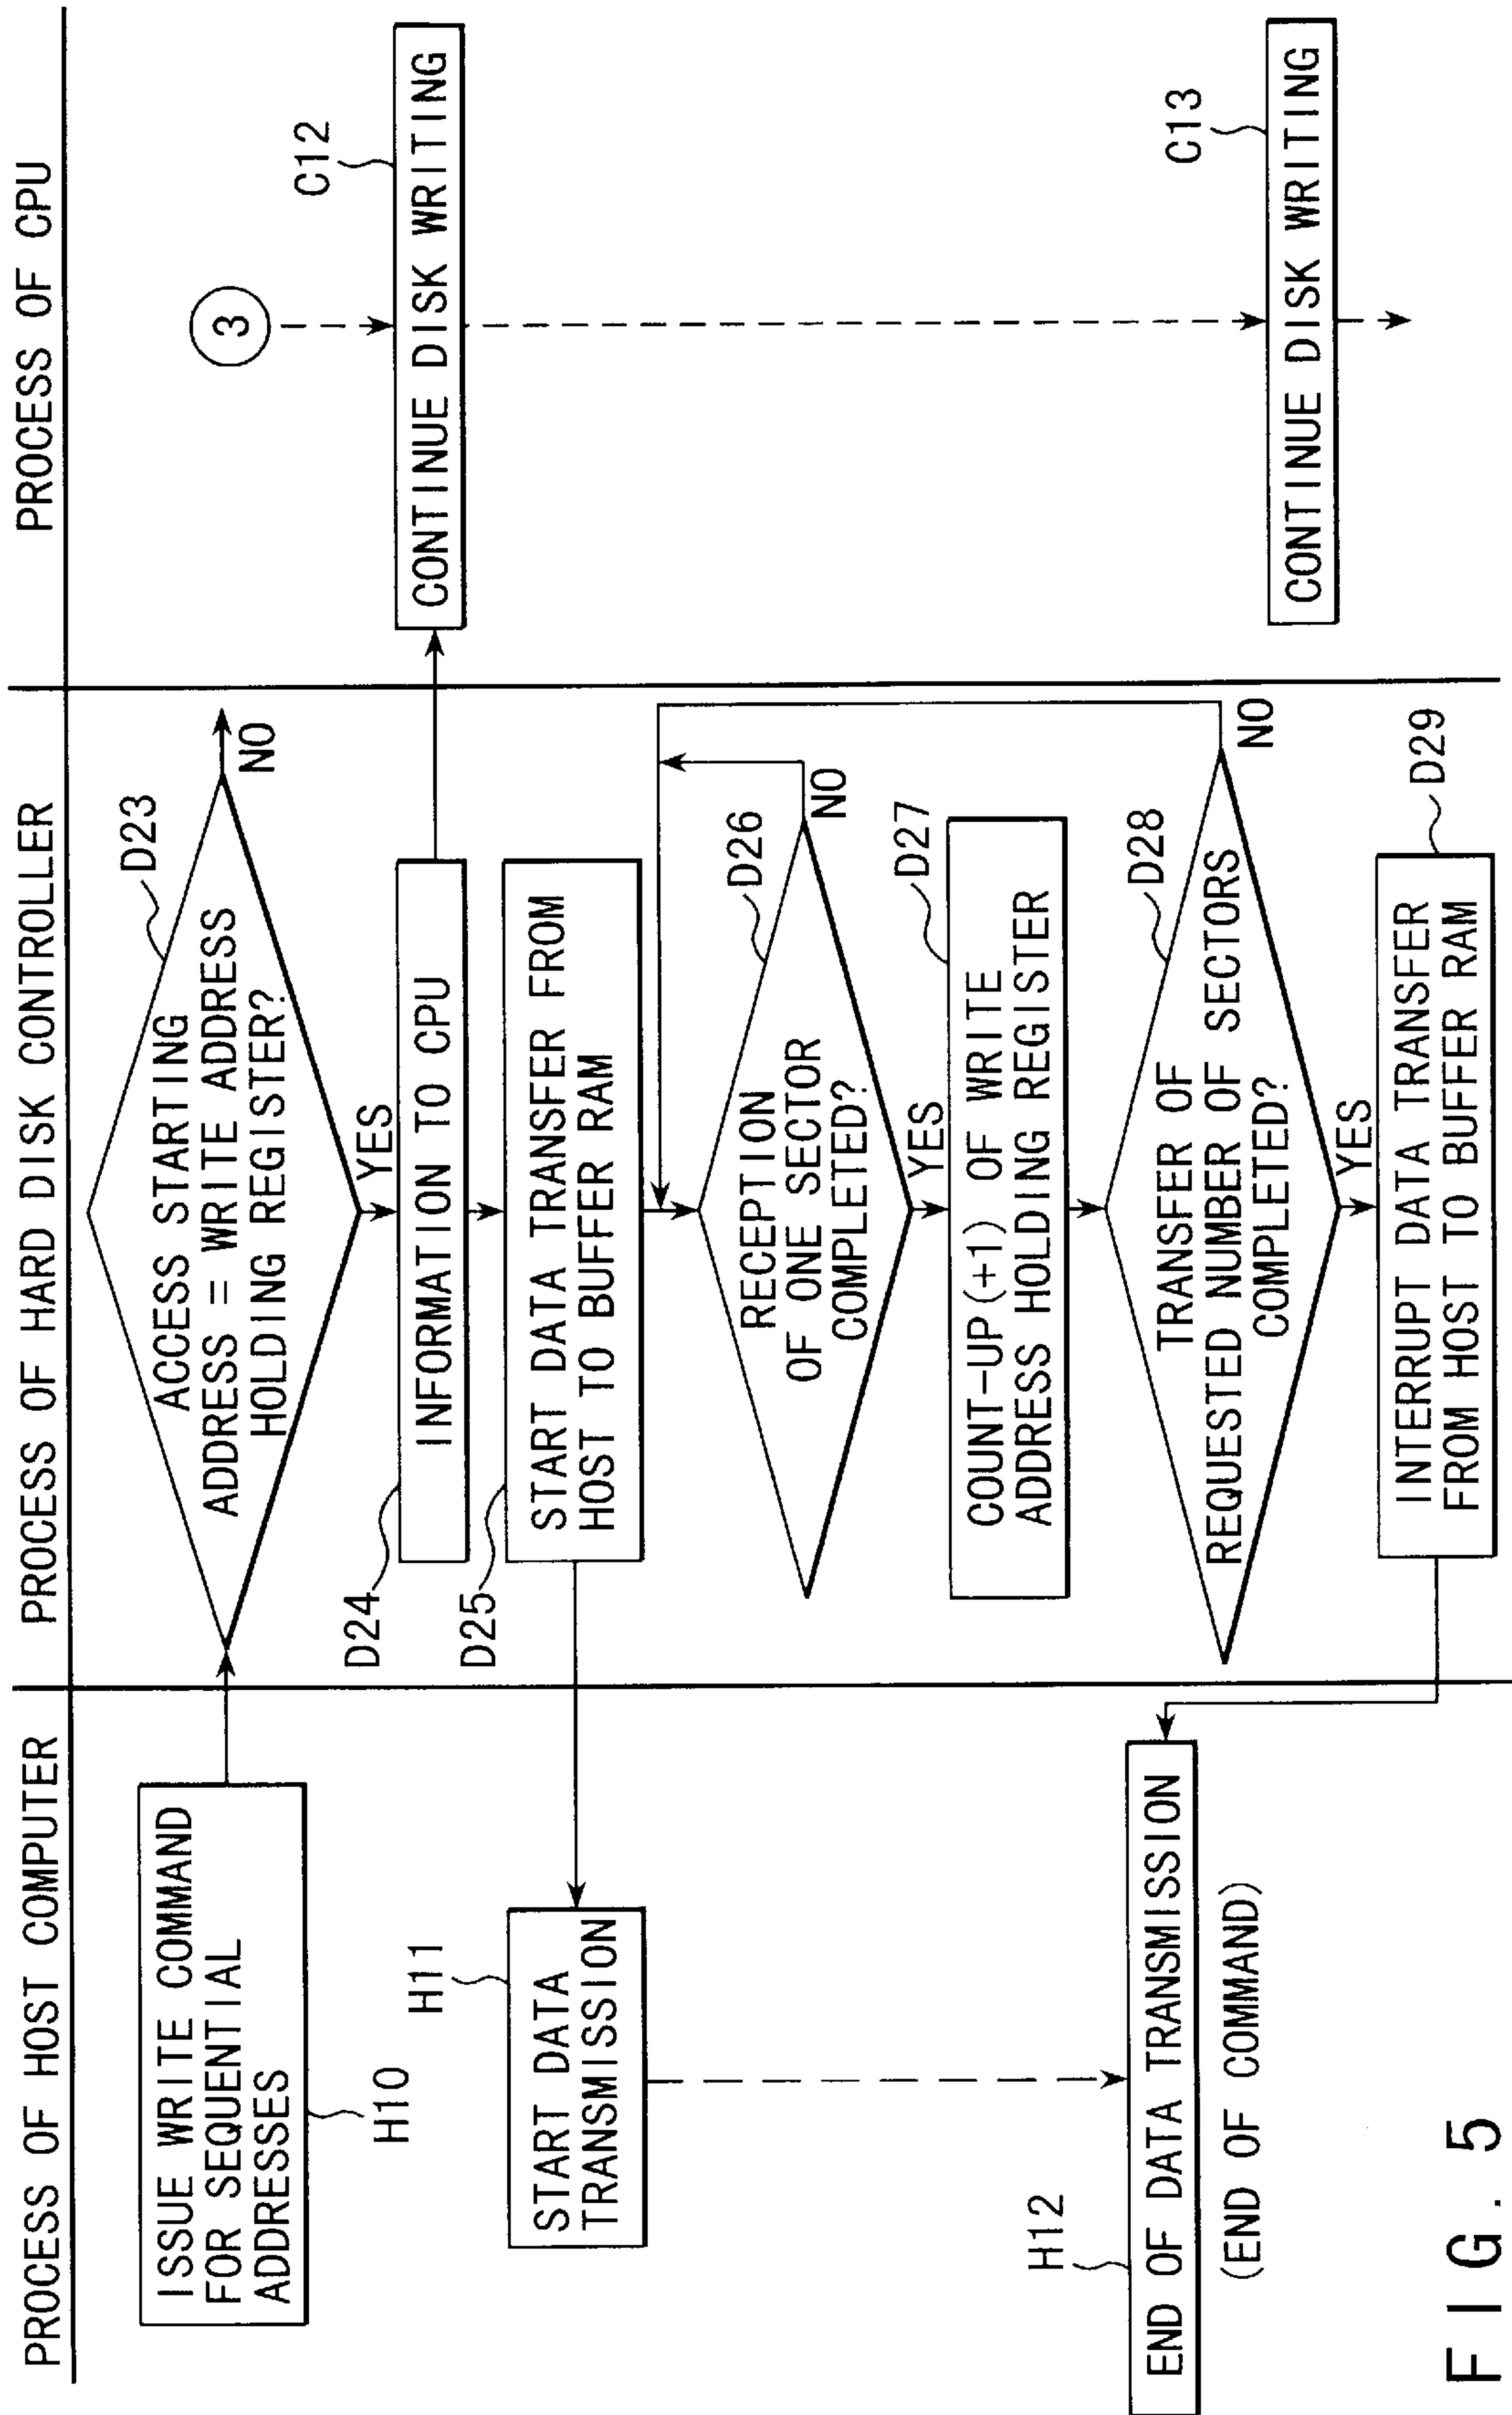 PROCESS OF HOST COMPUTER
PROCESS OF HARD DISK CONTROLLER
PROCESS OF CPU
ISSUE WRITE COMMAND
FOR SEQUENTIAL
ADDRESSES
H10
ACCESS STARTING
ADDRESS = WRITE ADDRESS
HOLDING REGISTER?
D23
NO
YES
3
D24
INFORMATION TO CPU
C12
CONTINUE DISK WRITING
H11
START DATA
TRANSMISSION
D25
START DATA TRANSFER FROM
HOST TO BUFFER RAM
RECEPTION
OF ONE SECTOR
COMPLETED?
D26
NO
YES
COUNT-UP(+1) OF WRITE
ADDRESS HOLDING REGISTER
D27
TRANSFER OF
REQUESTED NUMBER OF SECTORS
COMPLETED?
D28
NO
YES
C13
CONTINUE DISK WRITING
H12
END OF DATA TRANSMISSION
(END OF COMMAND)
INTERRUPT DATA TRANSFER
FROM HOST TO BUFFER RAM
D29
FIG. 5